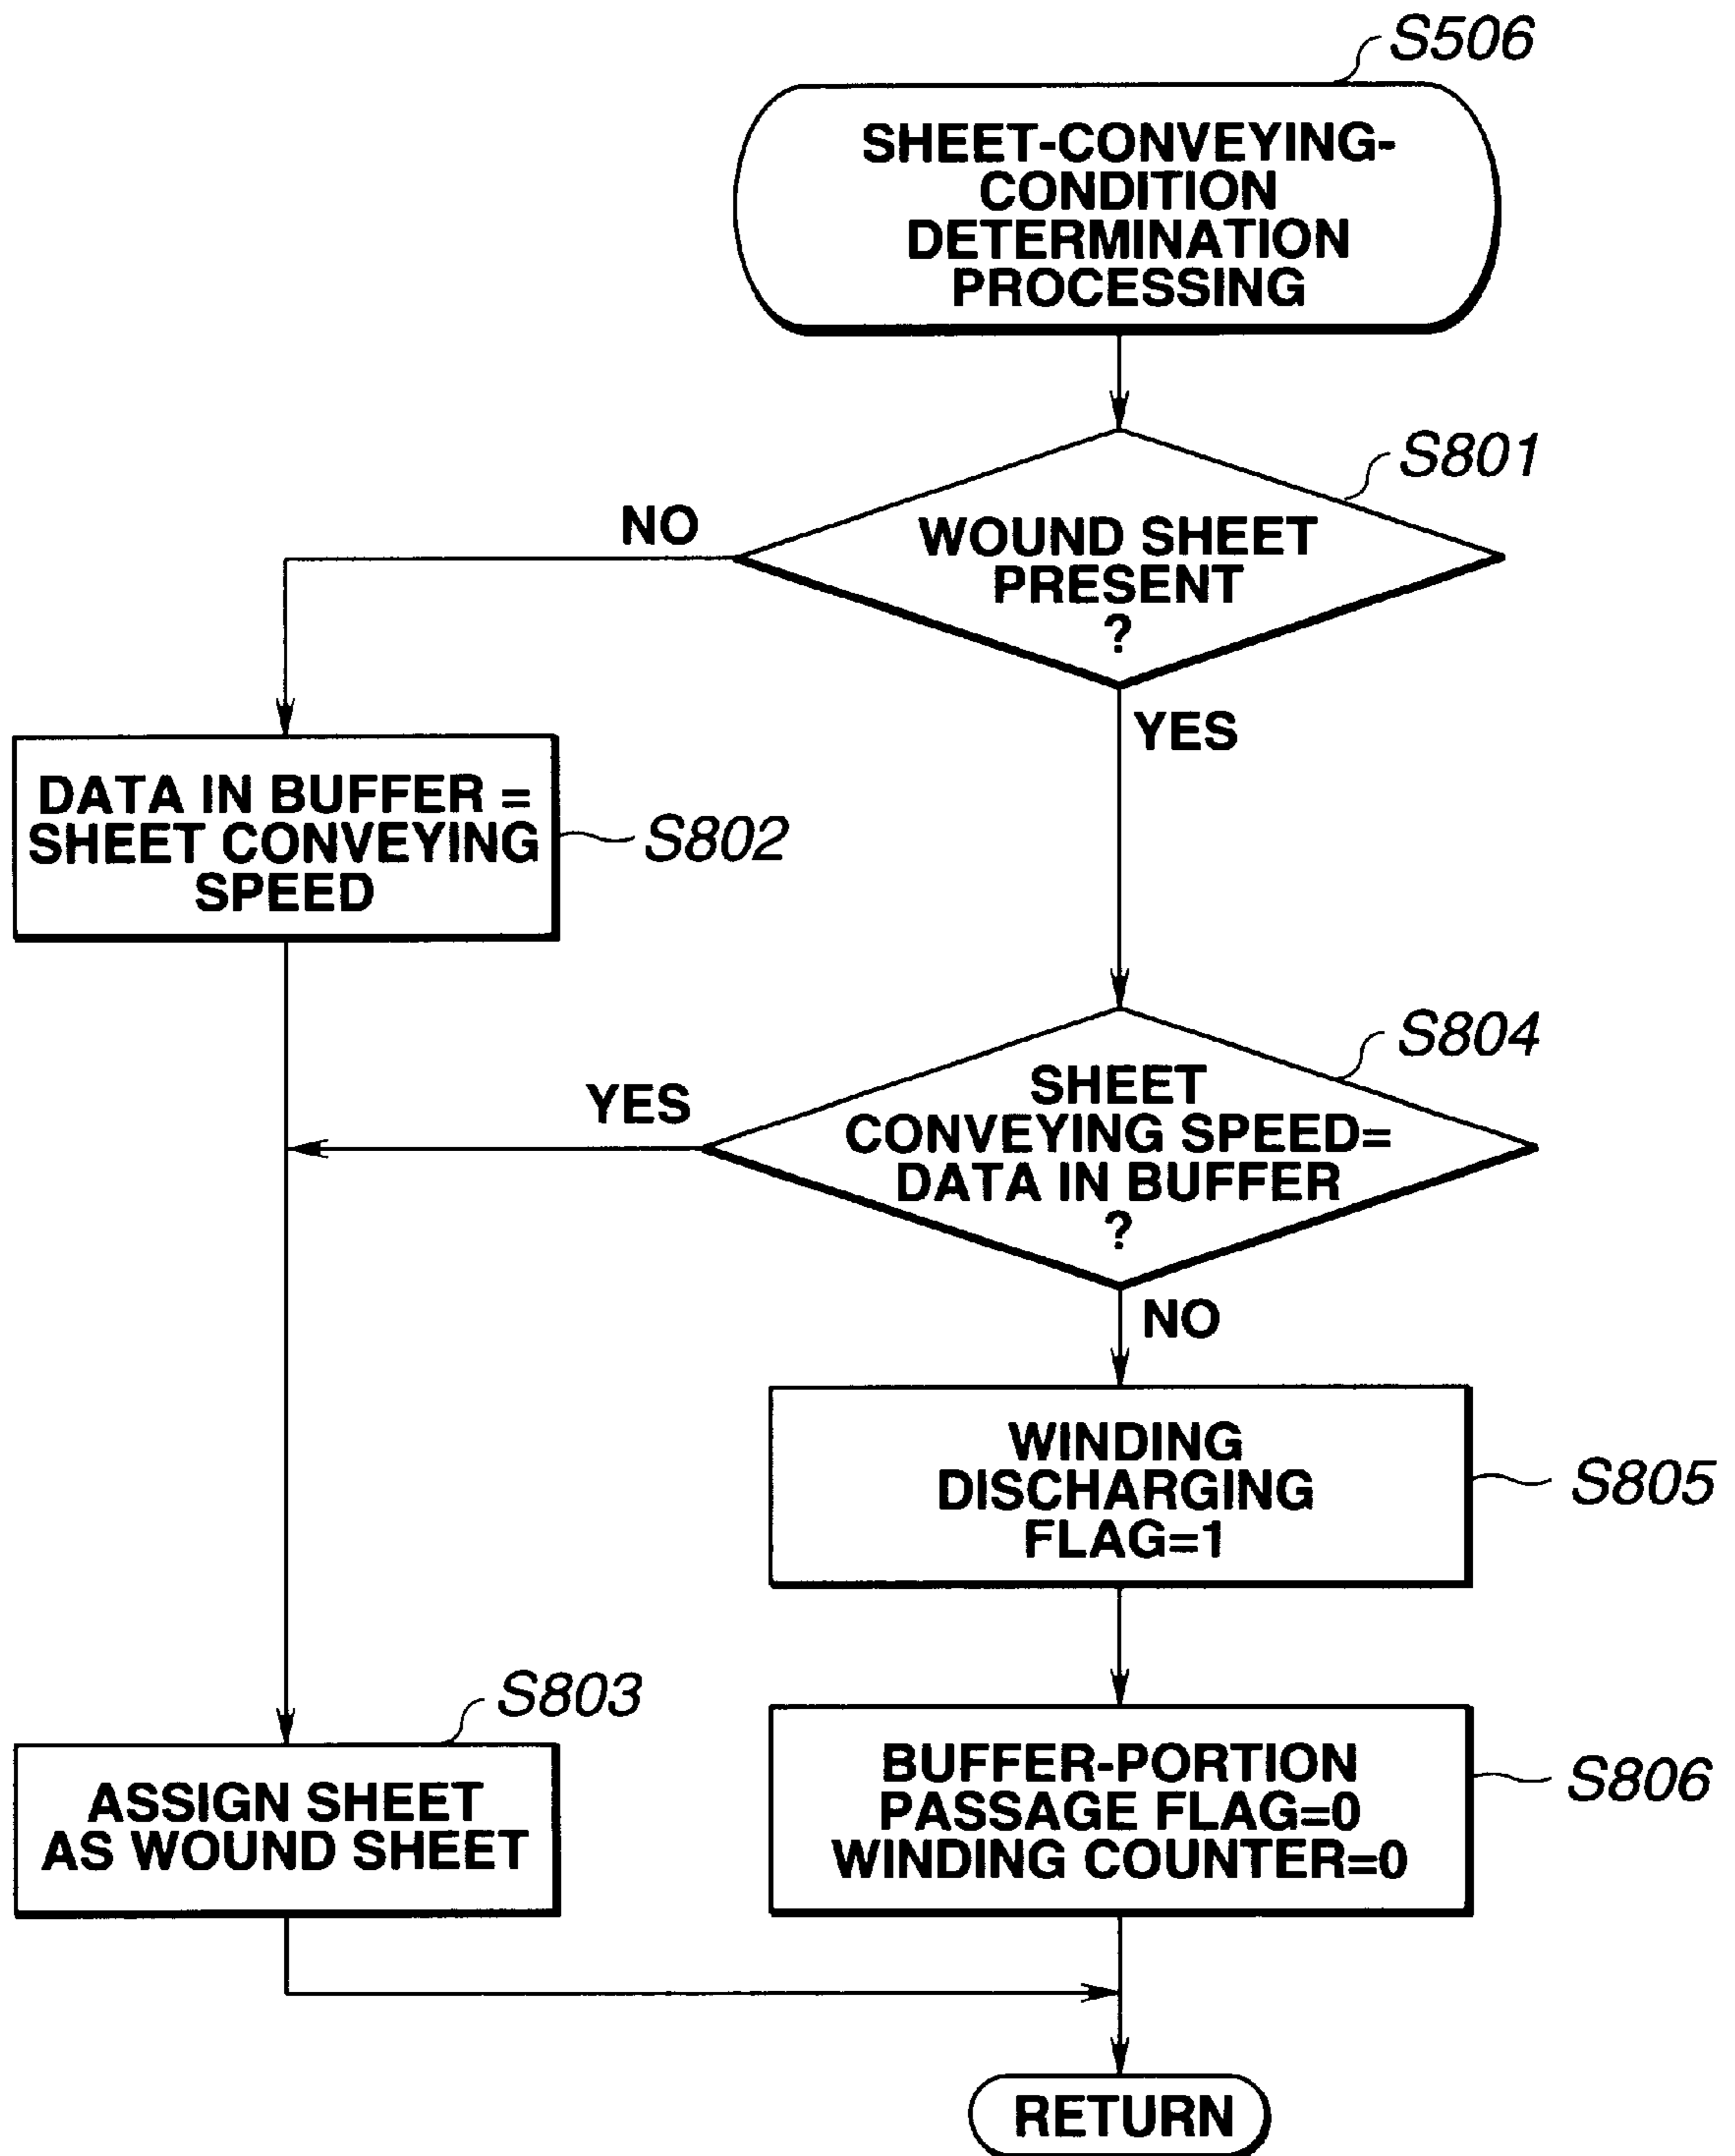 S506
SHEET-CONVEYING-
CONDITION
DETERMINATION
PROCESSING
S801
NO
WOUND SHEET
PRESENT
?
YES
DATA IN BUFFER =
SHEET CONVEYING
SPEED
S802
S804
YES
SHEET
CONVEYING SPEED=
DATA IN BUFFER
?
NO
WINDING
DISCHARGING
FLAG=1
S805
S803
ASSIGN SHEET
AS WOUND SHEET
BUFFER-PORTION
PASSAGE FLAG=0
WINDING COUNTER=0
S806
RETURN